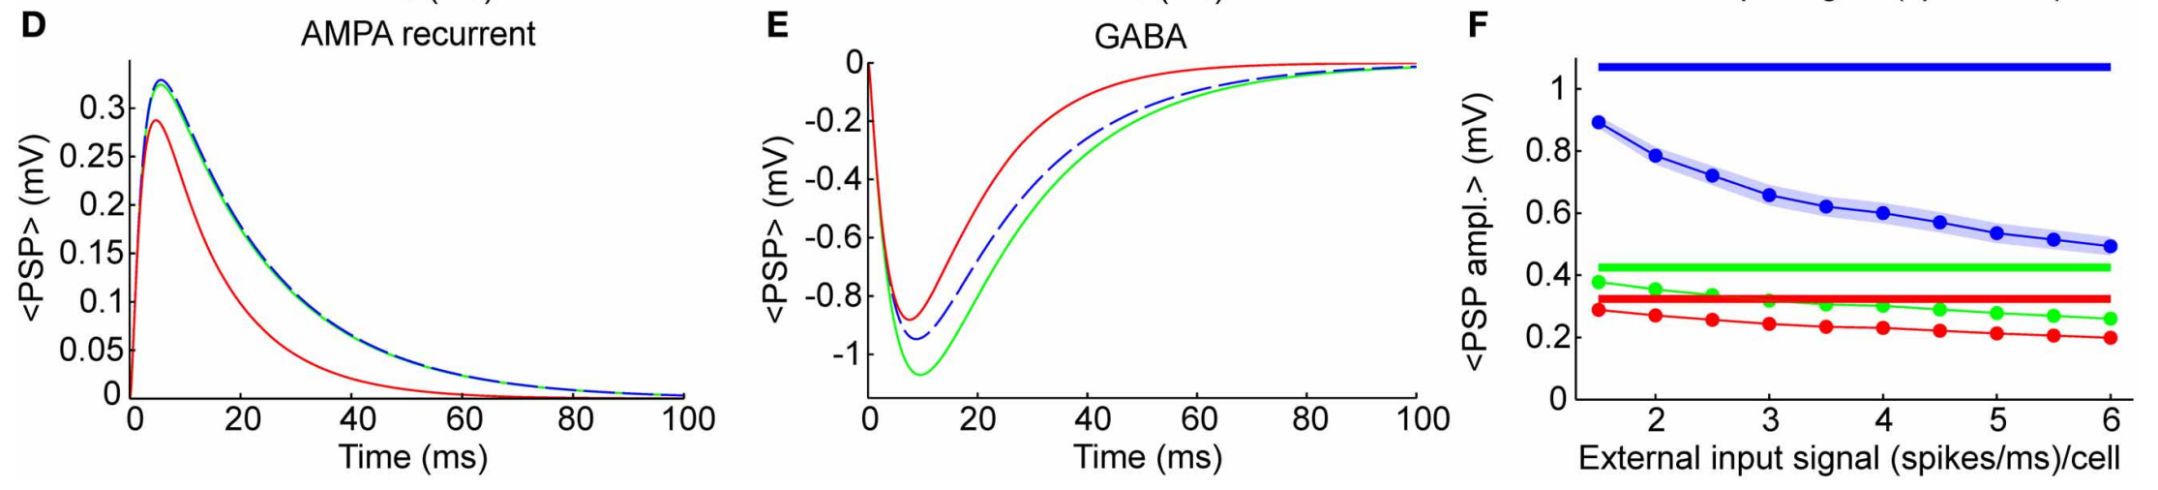 D
AMPA recurrent
<PSP> (mV)
0.3
0.25
0.2
0.15
0.1
0.05
0
0 20 40 60 80 100
Time (ms)
E
GABA
<PSP> (mV)
0
-0.2
-0.4
-0.6
-0.8
-1
0 20 40 60 80 100
Time (ms)
F
<PSP ampl.> (mV)
1
0.8
0.6
0.4
0.2
0
2 3 4 5 6
External input signal (spikes/ms)/cell